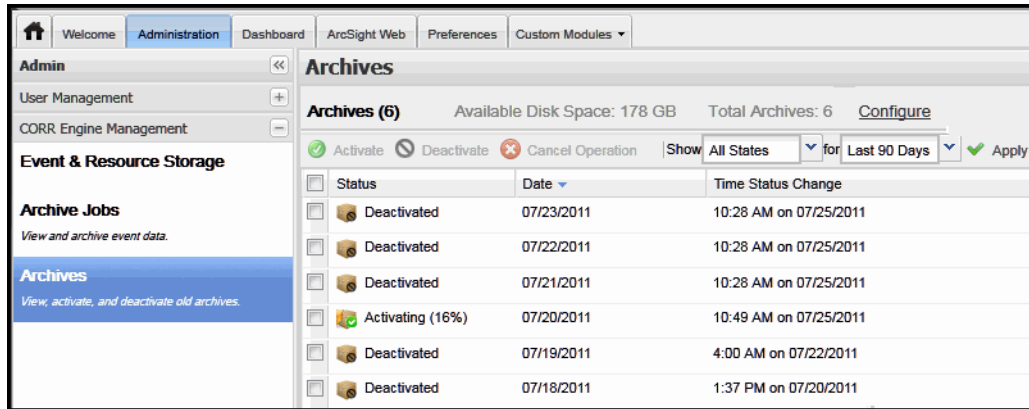 Welcome Administration Dashboard ArcSight Web Preferences Custom Modules
Admin
User Management
CORR Engine Management
Event & Resource Storage
Archive Jobs
View and archive event data.
Archives
View, activate, and deactivate old archives.
Archives
Archives (6) Available Disk Space: 178 GB Total Archives: 6 Configure
Activate Deactivate Cancel Operation Show All States for Last 90 Days Apply
Status Date Time Status Change
Deactivated 07/23/2011 10:28 AM on 07/25/2011
Deactivated 07/22/2011 10:28 AM on 07/25/2011
Deactivated 07/21/2011 10:28 AM on 07/25/2011
Activating (16%) 07/20/2011 10:49 AM on 07/25/2011
Deactivated 07/19/2011 4:00 AM on 07/22/2011
Deactivated 07/18/2011 1:37 PM on 07/20/2011